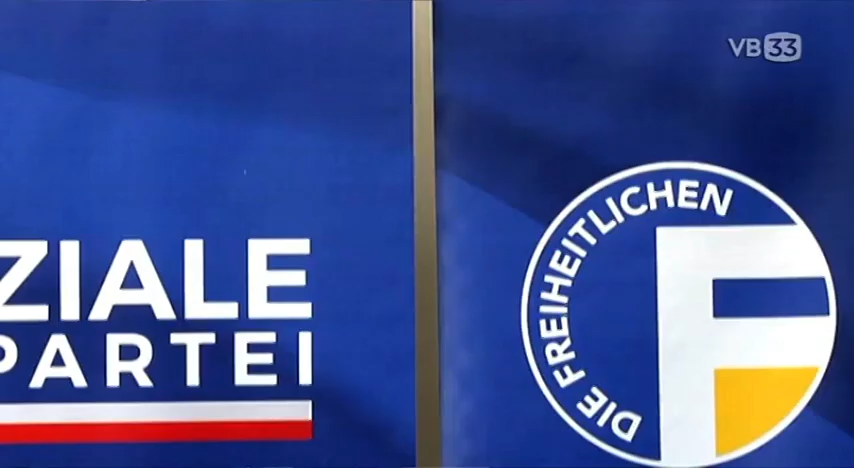 VB33
ZIALE
PARTEI
DIE FREIHEITLICHEN
F